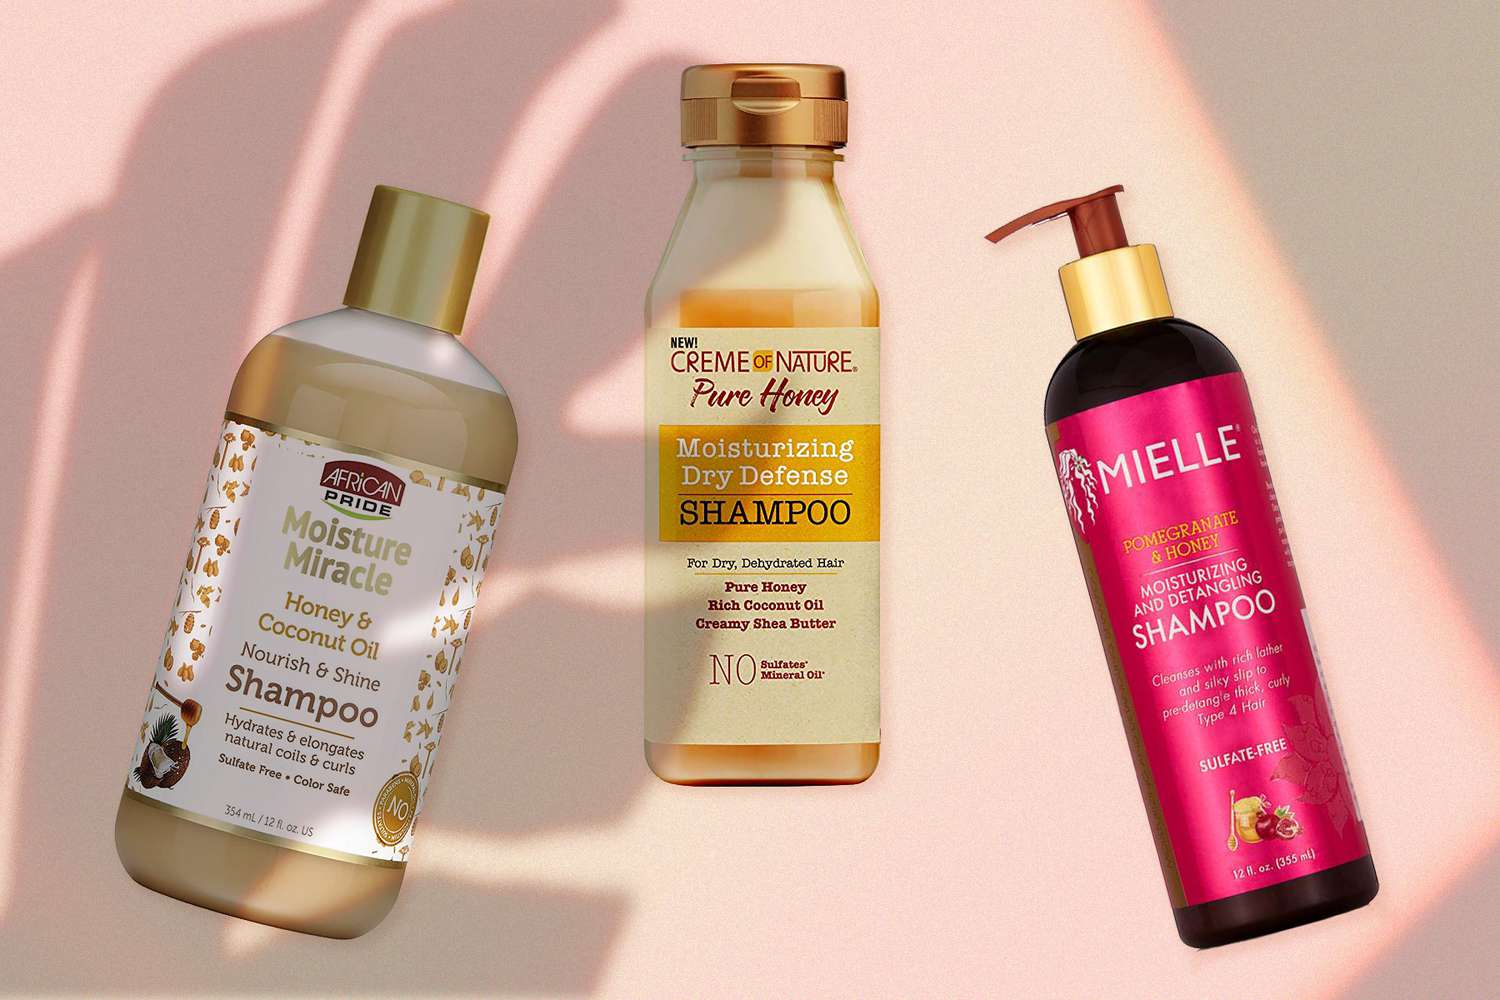 AFRICAN
PRIDE
Moisture
Miracle
Honey &
Coconut Oil
Nourish & Shine
Shampoo
Hydrates & elongates
natural coils & curls
Sulfate Free • Color Safe
354 mL / 12 fl. oz. US
NO
NEW!
CREME OF NATURE®
Pure Honey
Moisturizing
Dry Defense
SHAMPOO
For Dry, Dehydrated Hair
Pure Honey
Rich Coconut Oil
Creamy Shea Butter
NO Sulfates*
Mineral Oil*
MIELLE®
POMEGRANATE
& HONEY
MOISTURIZING
AND DETANGLING
SHAMPOO
Cleanses with rich lather
and silky slip to
pre-detangle thick, curly
Type 4 Hair
SULFATE-FREE
12 fl. oz. (355 mL)